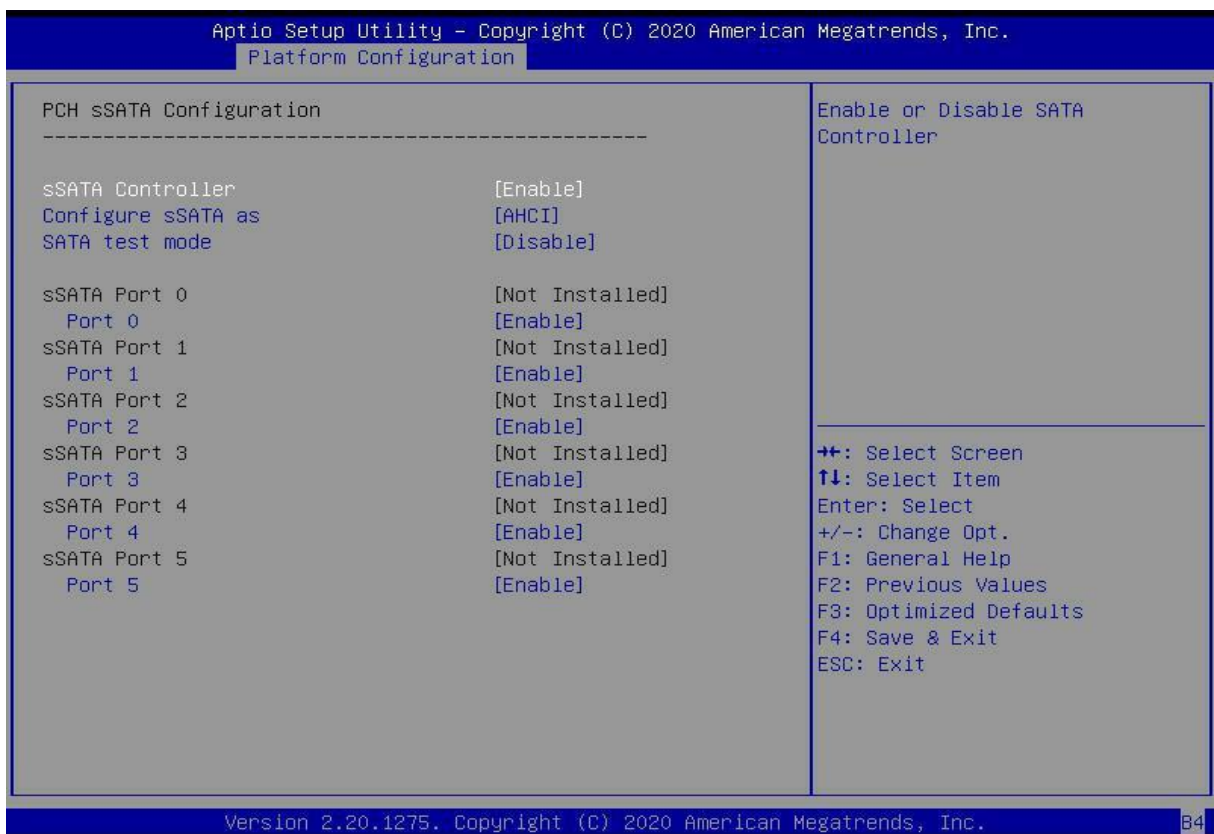 Aptio Setup Utility – Copyright (C) 2020 American Megatrends, Inc.
Platform Configuration
PCH sSATA Configuration
--------------------------------------------------
sSATA Controller [Enable]
Configure sSATA as [AHCI]
SATA test mode [Disable]
sSATA Port 0 [Not Installed]
Port 0 [Enable]
sSATA Port 1 [Not Installed]
Port 1 [Enable]
sSATA Port 2 [Not Installed]
Port 2 [Enable]
sSATA Port 3 [Not Installed]
Port 3 [Enable]
sSATA Port 4 [Not Installed]
Port 4 [Enable]
sSATA Port 5 [Not Installed]
Port 5 [Enable]
Enable or Disable SATA
Controller
→←: Select Screen
↑↓: Select Item
Enter: Select
+/-: Change Opt.
F1: General Help
F2: Previous Values
F3: Optimized Defaults
F4: Save & Exit
ESC: Exit
Version 2.20.1275. Copyright (C) 2020 American Megatrends, Inc.
B4